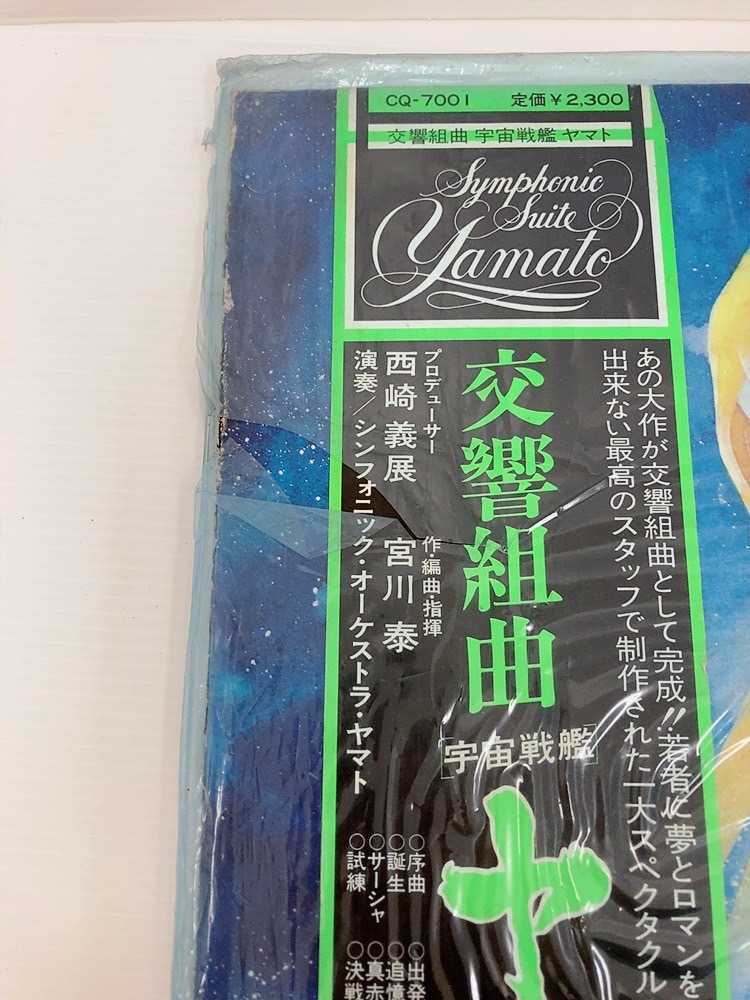 CQ-7001 定価¥2,300
交響組曲 宇宙戦艦 ヤマト
Symphonic
Suite
Yamato
あの大作が交響組曲として完成!!若者に夢とロマンを
出来ない最高のスタッフで制作された一大スペクタクル
交響組曲
[宇宙戦艦]
ヤ
プロデューサー
西崎義展
作・編曲・指揮
宮川 泰
演奏/シンフォニック・オーケストラ・ヤマト
○序曲
○誕生
○サーシャ
○試練
○出発
○追憶
○真赤
○決戦